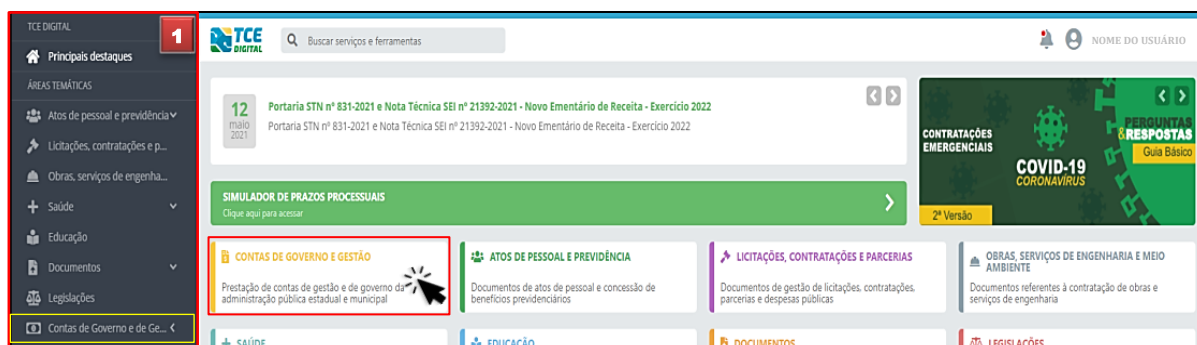 TCE DIGITAL
1
Principais destaques
ÁREAS TEMÁTICAS
Atos de pessoal e previdência
Licitações, contratações e p...
Obras, serviços de engenha...
Saúde
Educação
Documentos
Legislações
Contas de Governo e de Ge...
TCE
DIGITAL
Buscar serviços e ferramentas
NOME DO USUÁRIO
12
maio
2021
Portaria STN nº 831-2021 e Nota Técnica SEI nº 21392-2021 - Novo Ementário de Receita - Exercício 2022
Portaria STN nº 831-2021 e Nota Técnica SEI nº 21392-2021 - Novo Ementário de Receita - Exercício 2022
CONTRATAÇÕES
EMERGENCIAIS
COVID-19
CORONAVÍRUS
PERGUNTAS
&RESPOSTAS
Guia Básico
2ª Versão
SIMULADOR DE PRAZOS PROCESSUAIS
Clique aqui para acessar
CONTAS DE GOVERNO E GESTÃO
Prestação de contas de gestão e de governo da
administração pública estadual e municipal
ATOS DE PESSOAL E PREVIDÊNCIA
Documentos de atos de pessoal e concessão de
benefícios previdenciários
LICITAÇÕES, CONTRATAÇÕES E PARCERIAS
Documentos de gestão de licitações, contratações,
parcerias e despesas públicas
OBRAS, SERVIÇOS DE ENGENHARIA E MEIO
AMBIENTE
Documentos referentes à contratação de obras e
serviços de engenharia
SAÚDE
EDUCAÇÃO
DOCUMENTOS
LEGISLAÇÕES